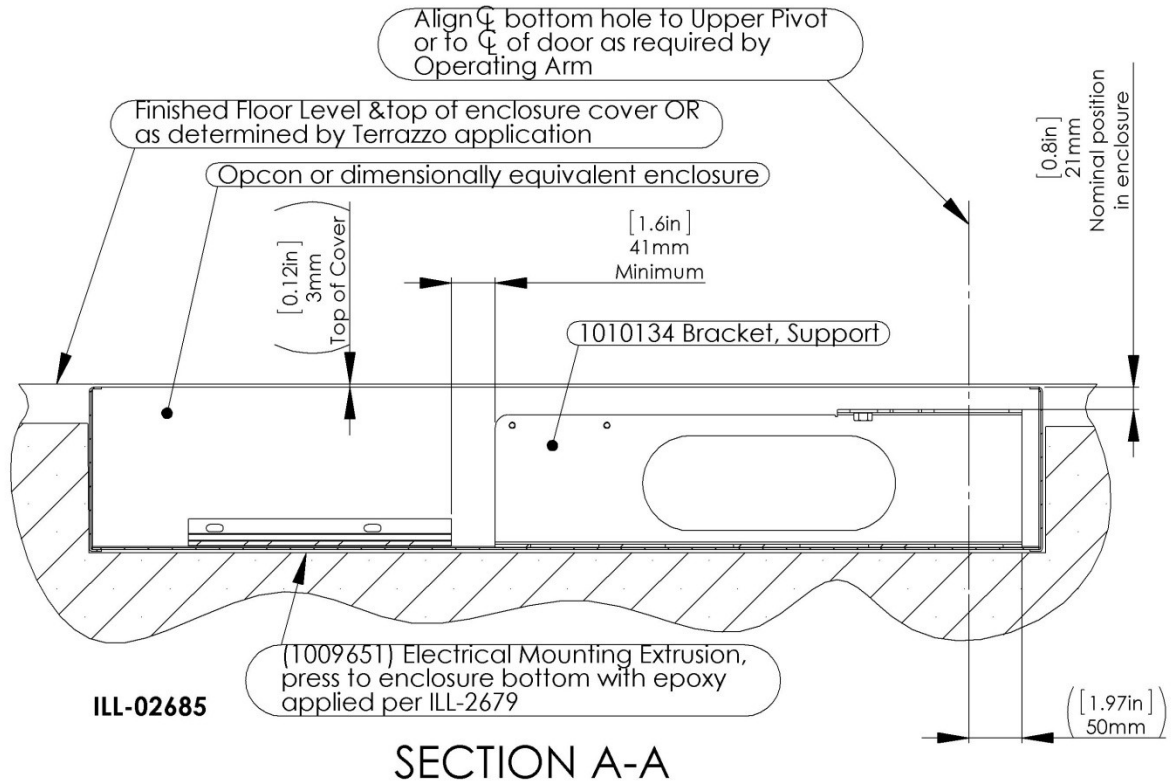 Align ℄ bottom hole to Upper Pivot
or to ℄ of door as required by
Operating Arm
Finished Floor Level &top of enclosure cover OR
as determined by Terrazzo application
Opcon or dimensionally equivalent enclosure
[0.8in]
21mm
Nominal position
in enclosure
[0.12in]
3mm
Top of Cover
[1.6in]
41mm
Minimum
1010134 Bracket, Support
(1009651) Electrical Mounting Extrusion,
press to enclosure bottom with epoxy
applied per ILL-2679
ILL-02685
([1.97in]
50mm)
SECTION A-A